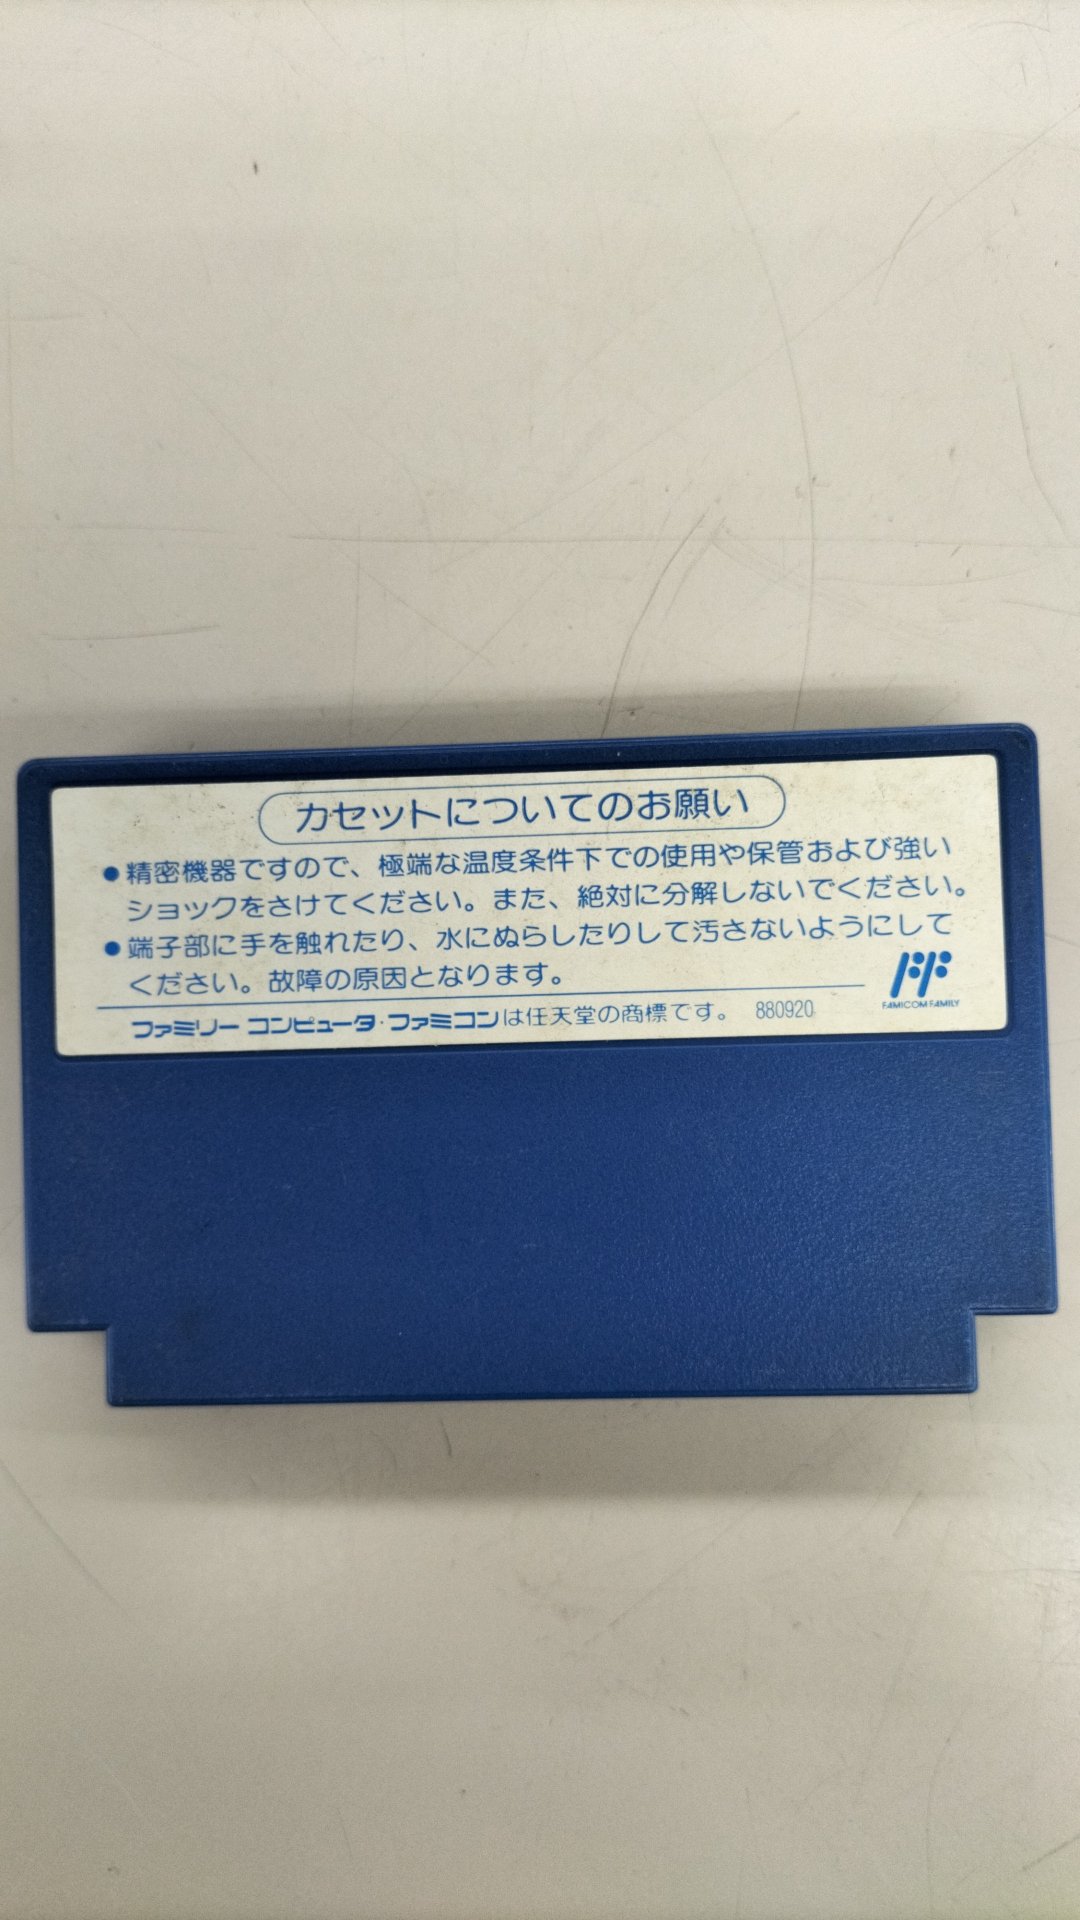 カセットについてのお願い
●精密機器ですので、極端な温度条件下での使用や保管および強い
ショックをさけてください。また、絶対に分解しないでください。
●端子部に手を触れたり、水にぬらしたりして汚さないようにして
ください。故障の原因となります。
FAMICOM FAMILY
ファミリー コンピュータ・ファミコンは任天堂の商標です。 880920